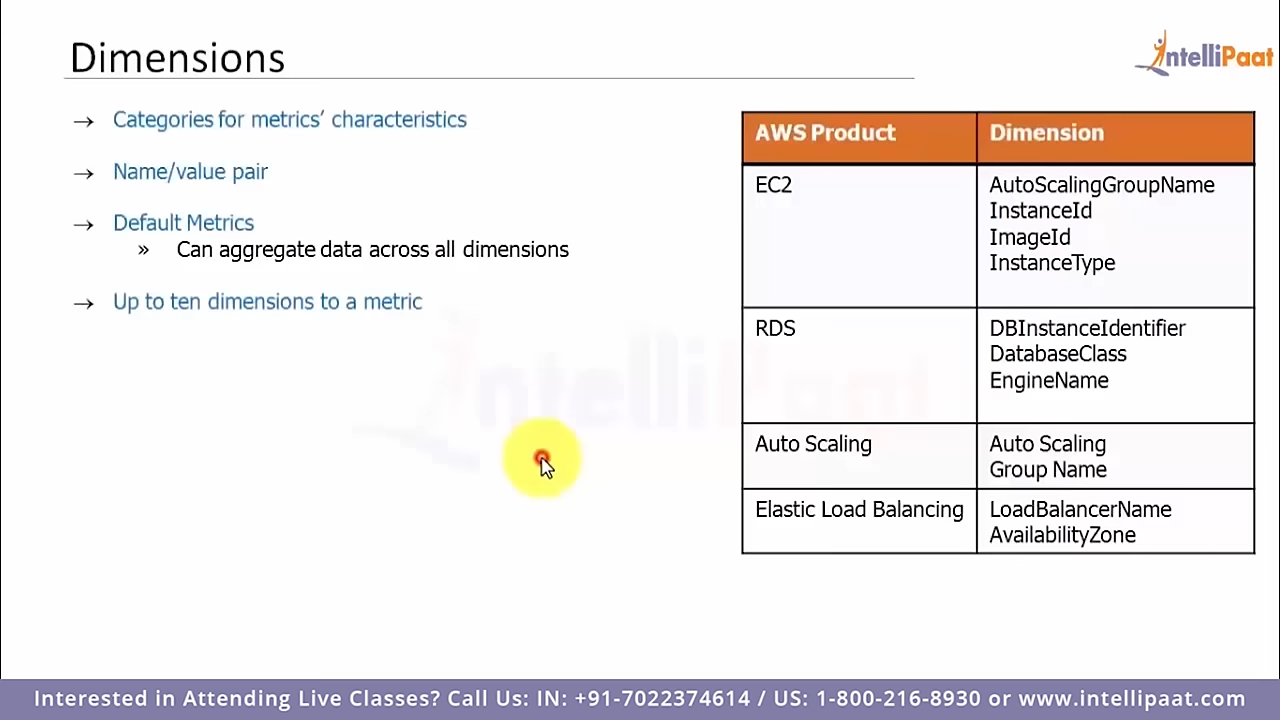 Dimensions
IntelliPaat
→ Categories for metrics’ characteristics
→ Name/value pair
→ Default Metrics
» Can aggregate data across all dimensions
→ Up to ten dimensions to a metric
AWS Product Dimension
EC2 AutoScalingGroupName
InstanceId
ImageId
InstanceType
RDS DBInstanceIdentifier
DatabaseClass
EngineName
Auto Scaling Auto Scaling
Group Name
Elastic Load Balancing LoadBalancerName
AvailabilityZone
IntelliPaat
Interested in Attending Live Classes? Call Us: IN: +91-7022374614 / US: 1-800-216-8930 or www.intellipaat.com